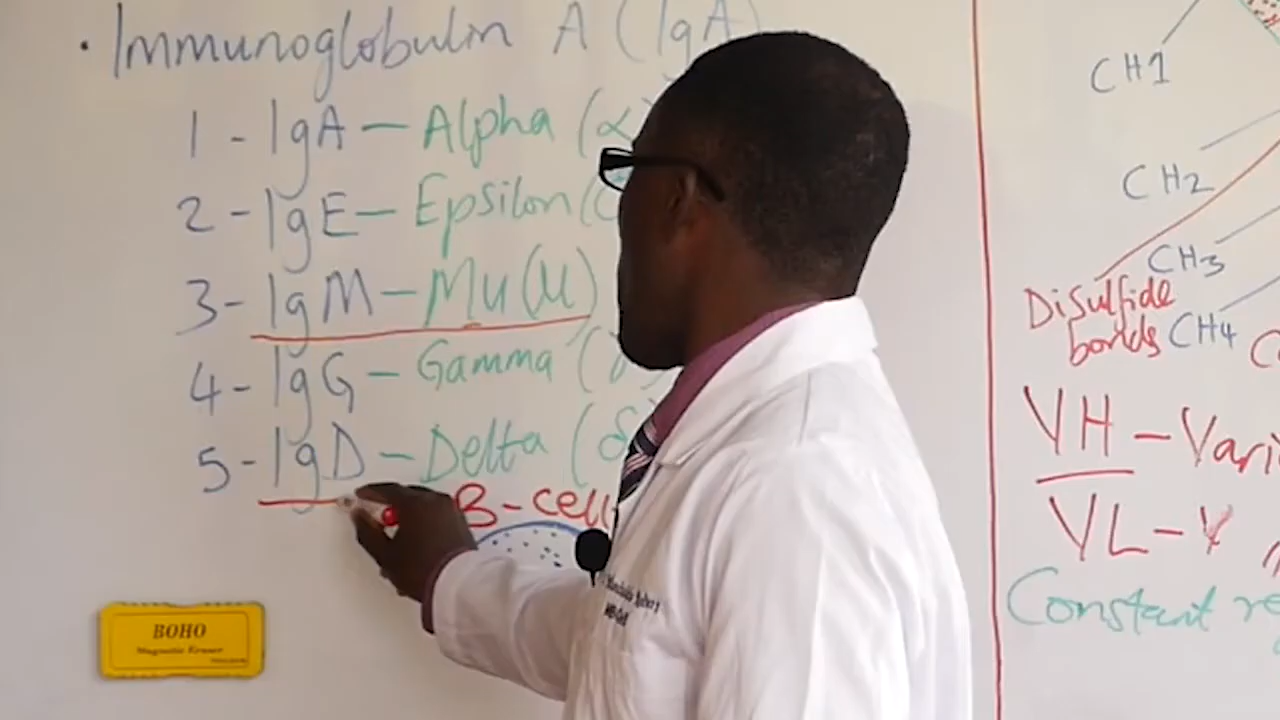 · Immunoglobulin A (IgA)
1 - IgA — Alpha (α
2 - IgE — Epsilon (
3 - IgM — Mu (μ)
4 - IgG — Gamma (
5 - IgD — Delta (δ
B-cell
BOHO
Magnetic Eraser
CH1
CH2
CH3
Disulfide
bonds CH4
VH — Vari
VL —
Constant re